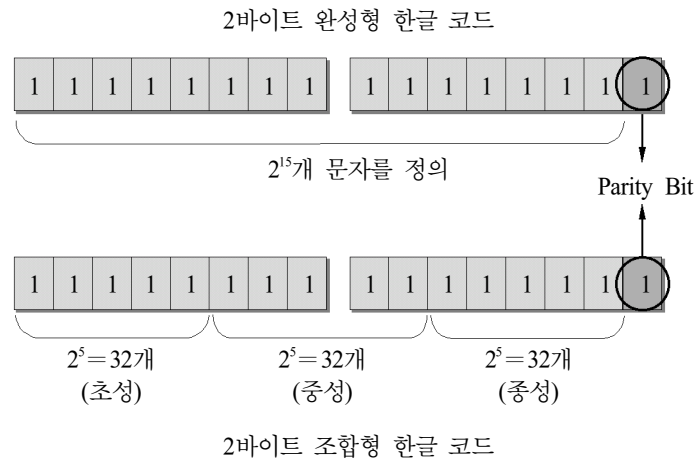 2바이트 완성형 한글 코드
1 1 1 1 1 1 1 1 1 1 1 1 1 1 1 1
2¹⁵개 문자를 정의
Parity Bit
1 1 1 1 1 1 1 1 1 1 1 1 1 1 1 1
2⁵=32개 2⁵=32개 2⁵=32개
(초성) (중성) (종성)
2바이트 조합형 한글 코드